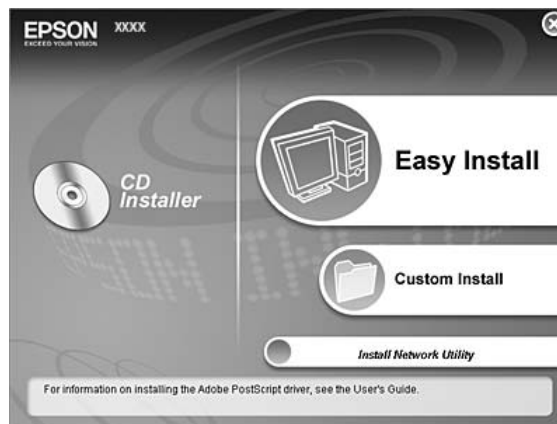 EPSON XXXX
EXCEED YOUR VISION
CD
Installer
Easy Install
Custom Install
Install Network Utility
For information on installing the Adobe PostScript driver, see the User's Guide.